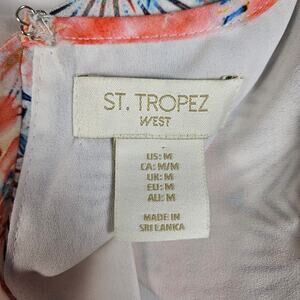 ST. TROPEZ
WEST
US: M
CA: M/M
UK: M
EU: M
AU: M
MADE IN
SRI LANKA